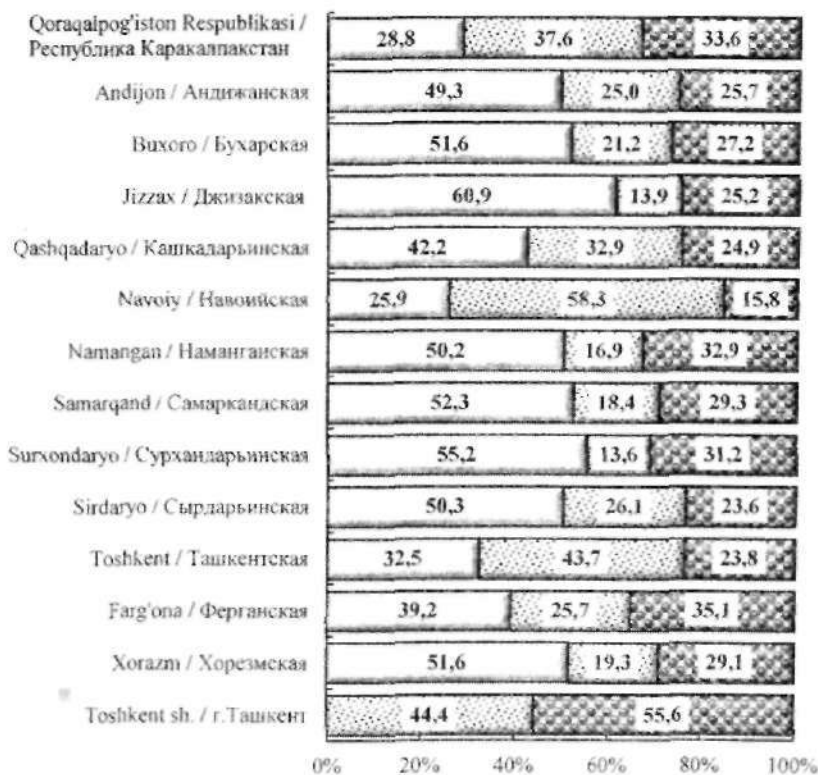 Qoraqalpog'iston Respublikasi /
Республика Каракалпакстан
28,8 37,6 33,6
Andijon / Андижанская 49,3 25,0 25,7
Buxoro / Бухарская 51,6 21,2 27,2
Jizzax / Джизакская 60,9 13,9 25,2
Qashqadaryo / Кашкадарьинская 42,2 32,9 24,9
Navoiy / Навоийская 25,9 58,3 15,8
Namangan / Наманганская 50,2 16,9 32,9
Samarqand / Самаркандская 52,3 18,4 29,3
Surxondaryo / Сурхандарьинская 55,2 13,6 31,2
Sirdaryo / Сырдарьинская 50,3 26,1 23,6
Toshkent / Ташкентская 32,5 43,7 23,8
Farg'ona / Ферганская 39,2 25,7 35,1
Xorazm / Хорезмская 51,6 19,3 29,1
Toshkent sh. / г.Ташкент 44,4 55,6
0% 20% 40% 60% 80% 100%